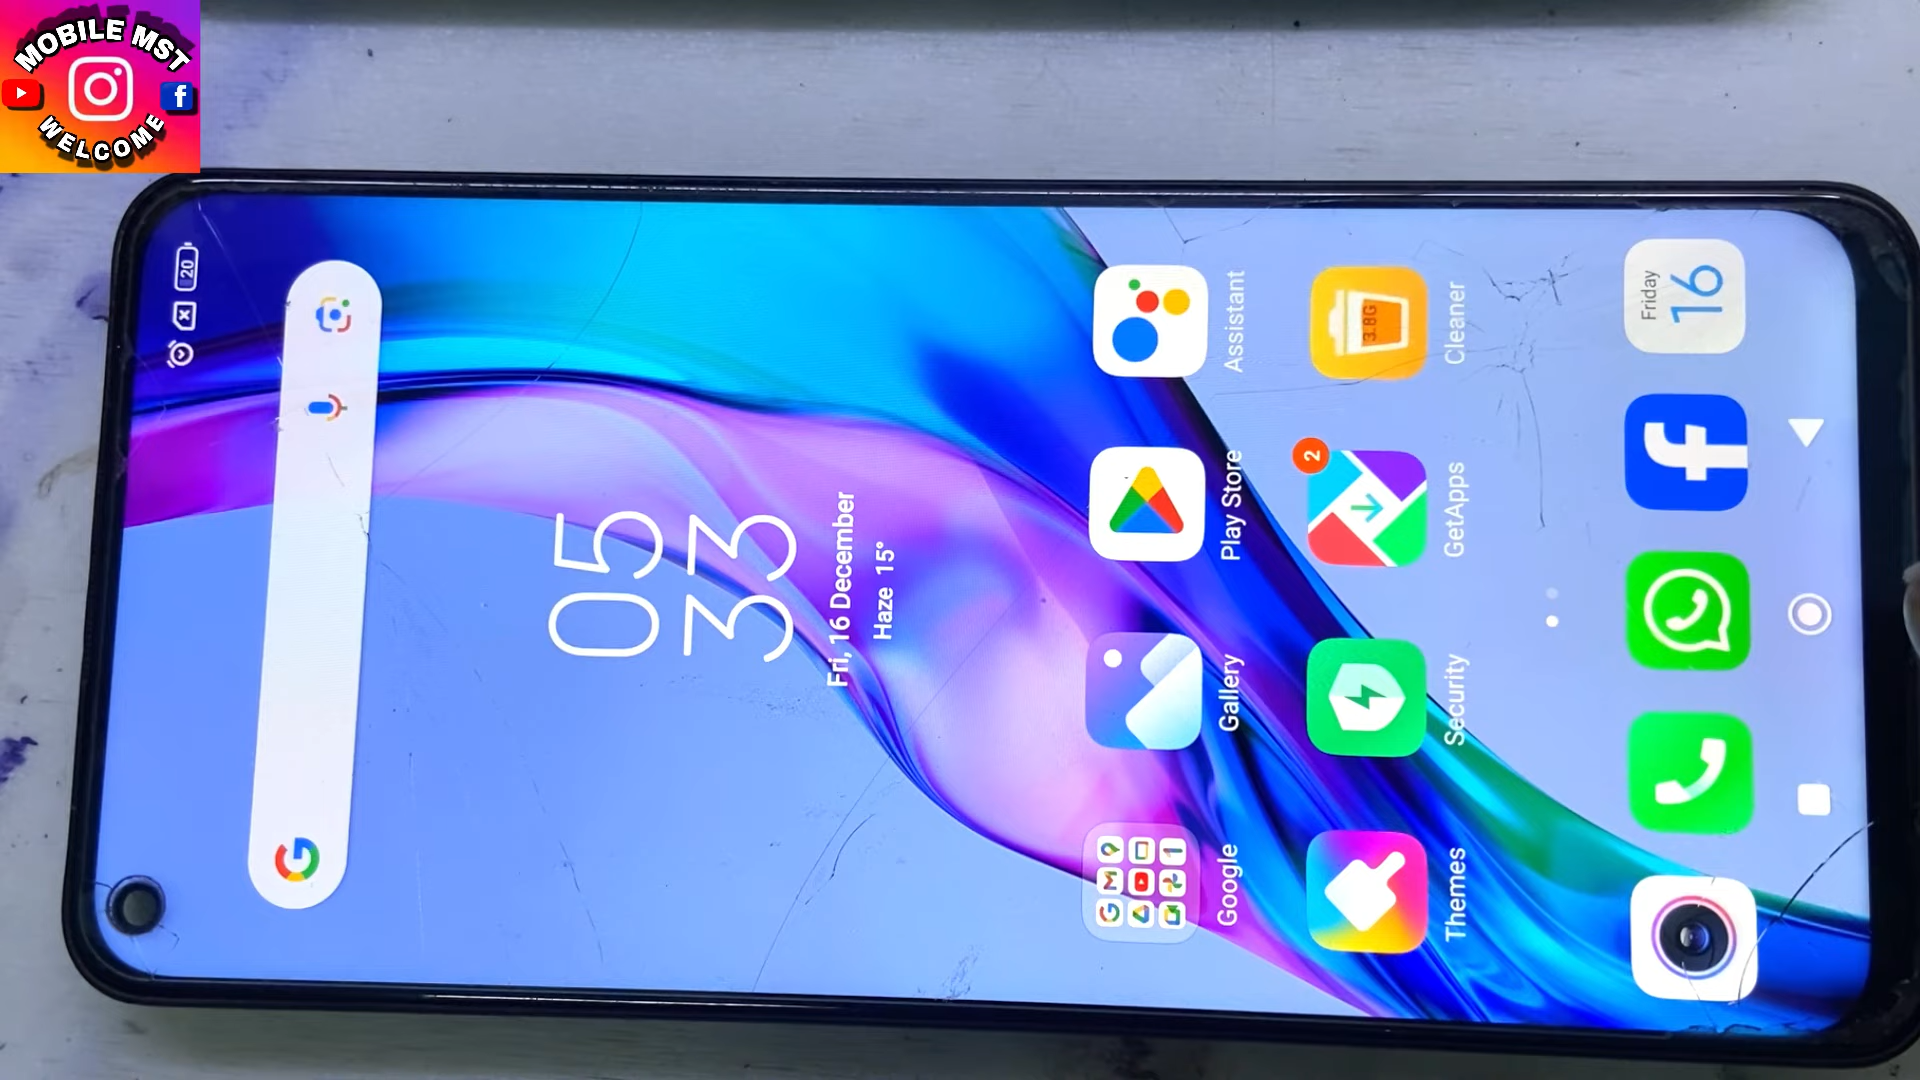 MOBILE MST
WELCOME
20
05
33
Fri, 16 December
Haze 15°
Assistant
Play Store
Gallery
Google
3.8G
Cleaner
2
GetApps
Security
Themes
Friday
16